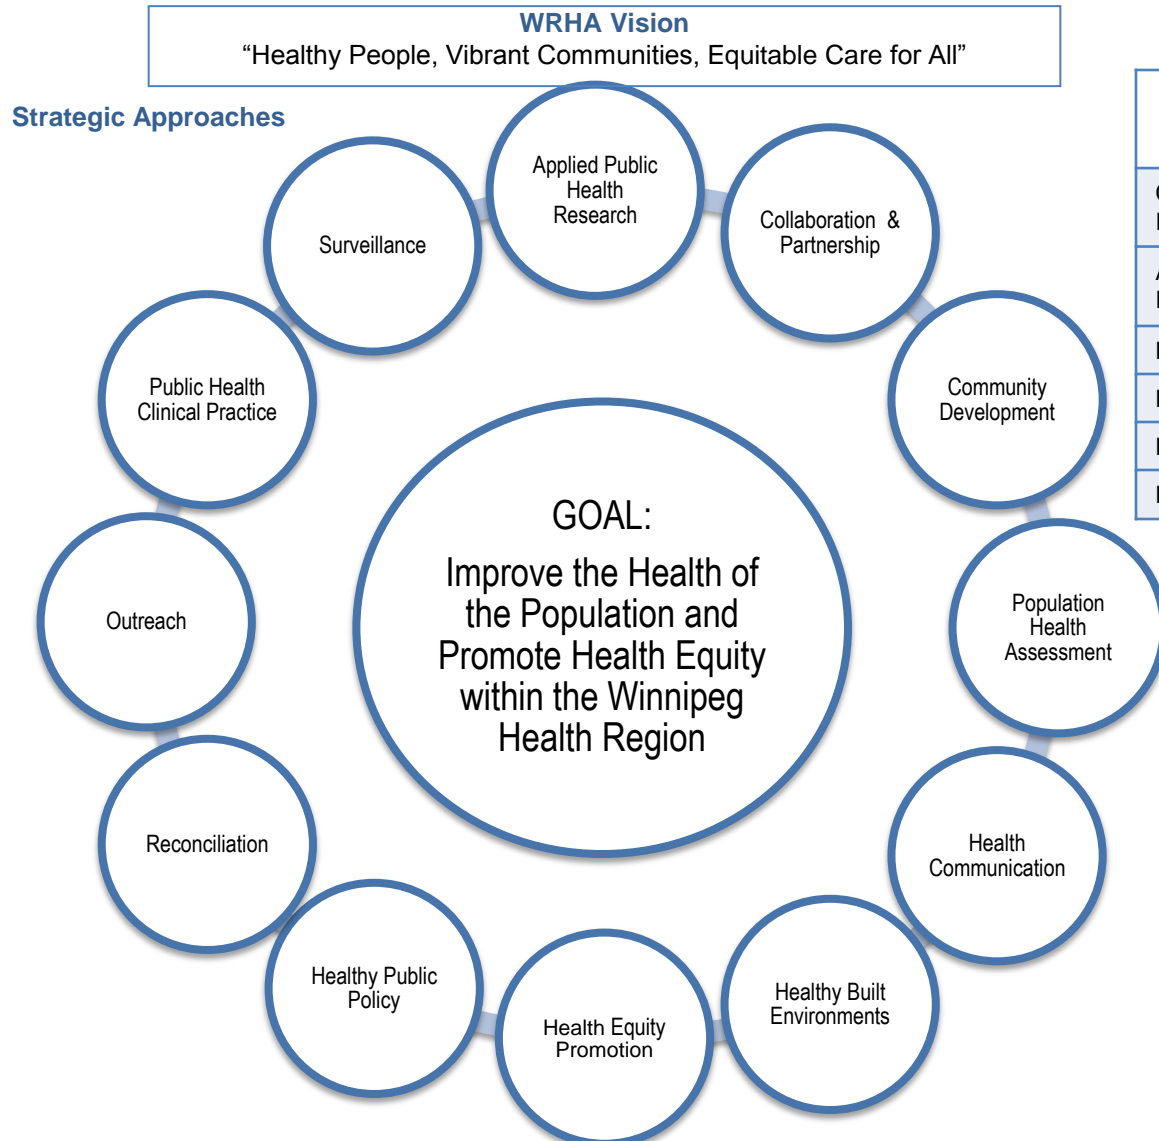 WRHA Vision
“Healthy People, Vibrant Communities, Equitable Care for All”
Strategic Approaches
Applied Public
Health
Research
Collaboration &
Partnership
Community
Development
Population
Health
Assessment
Health
Communication
Healthy Built
Environments
Health Equity
Promotion
Healthy Public
Policy
Reconciliation
Outreach
Public Health
Clinical Practice
Surveillance
GOAL:
Improve the Health of
the Population and
Promote Health Equity
within the Winnipeg
Health Region